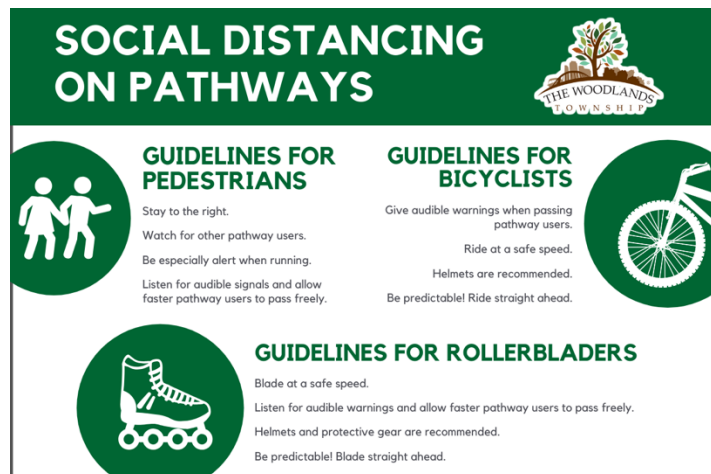 SOCIAL DISTANCING
ON PATHWAYS
THE WOODLANDS
TOWNSHIP
GUIDELINES FOR
PEDESTRIANS
Stay to the right.
Watch for other pathway users.
Be especially alert when running.
Listen for audible signals and allow
faster pathway users to pass freely.
GUIDELINES FOR
BICYCLISTS
Give audible warnings when passing
pathway users.
Ride at a safe speed.
Helmets are recommended.
Be predictable! Ride straight ahead.
GUIDELINES FOR ROLLERBLADERS
Blade at a safe speed.
Listen for audible warnings and allow faster pathway users to pass freely.
Helmets and protective gear are recommended.
Be predictable! Blade straight ahead.